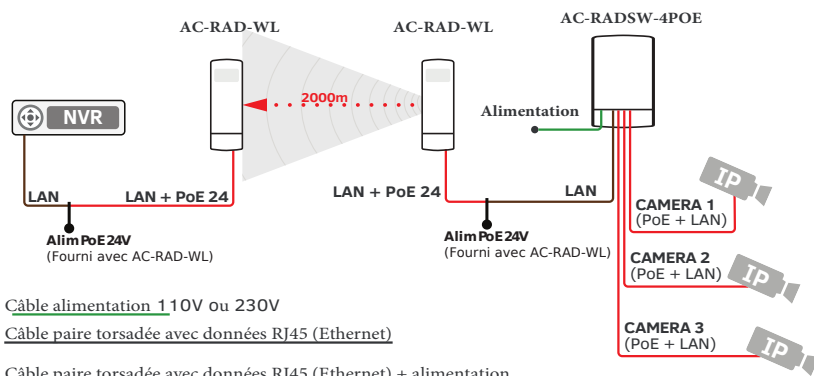 AC-RAD-WL
AC-RAD-WL
AC-RADSW-4POE
2000m
NVR
Alimentation
LAN
LAN + PoE 24
LAN + PoE 24
LAN
IP
CAMERA 1
(PoE + LAN)
Alim PoE 24V
(Fourni avec AC-RAD-WL)
Alim PoE 24V
(Fourni avec AC-RAD-WL)
CAMERA 2
(PoE + LAN)
IP
Câble alimentation 110V ou 230V
Câble paire torsadée avec données RJ45 (Ethernet)
CAMERA 3
(PoE + LAN)
IP
Câble paire torsadée avec données RJ45 (Ethernet) + alimentation